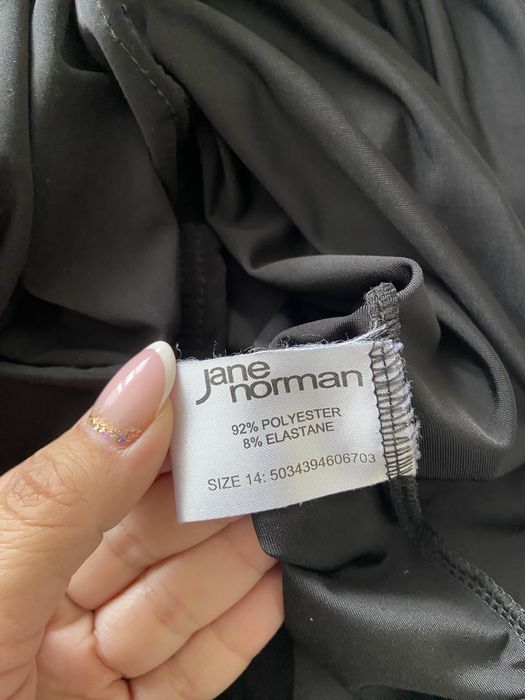 jane
norman
92% POLYESTER
8% ELASTANE
SIZE 14: 5034394606703